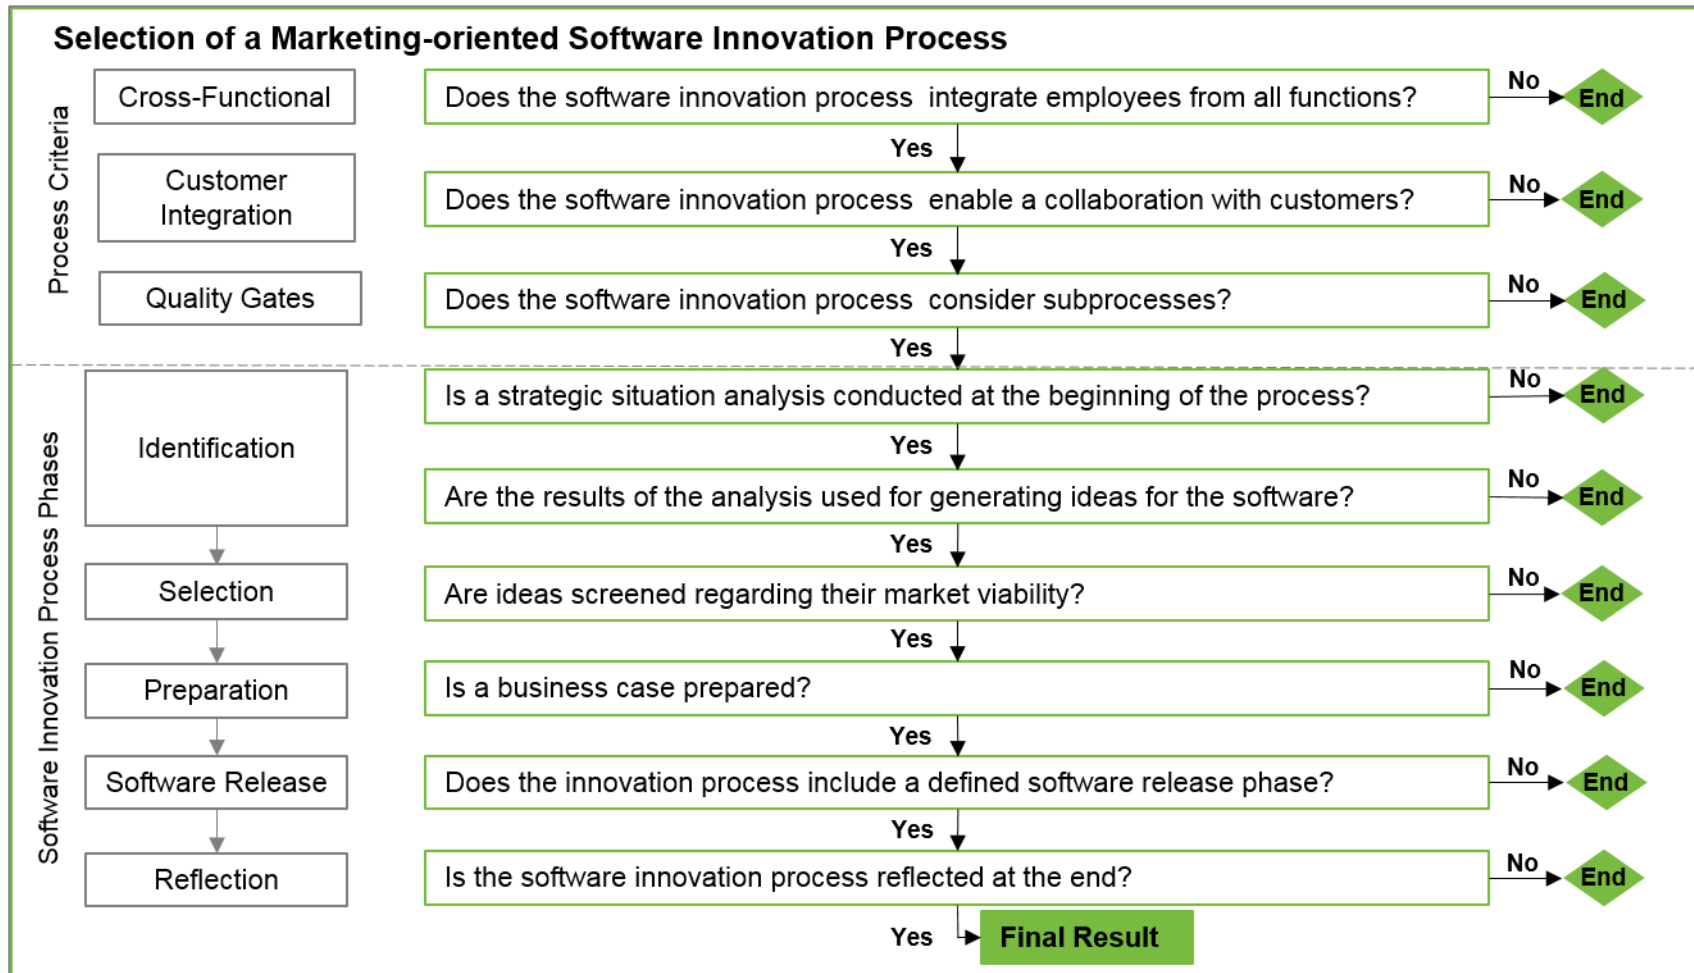 Selection of a Marketing-oriented Software Innovation Process
Process Criteria
Cross-Functional
Does the software innovation process integrate employees from all functions?
No
End
Yes
Customer
Integration
Does the software innovation process enable a collaboration with customers?
No
End
Yes
Quality Gates
Does the software innovation process consider subprocesses?
No
End
Yes
Software Innovation Process Phases
Identification
Is a strategic situation analysis conducted at the beginning of the process?
No
End
Yes
Are the results of the analysis used for generating ideas for the software?
No
End
Yes
Selection
Are ideas screened regarding their market viability?
No
End
Yes
Preparation
Is a business case prepared?
No
End
Yes
Software Release
Does the innovation process include a defined software release phase?
No
End
Yes
Reflection
Is the software innovation process reflected at the end?
No
End
Yes
Final Result